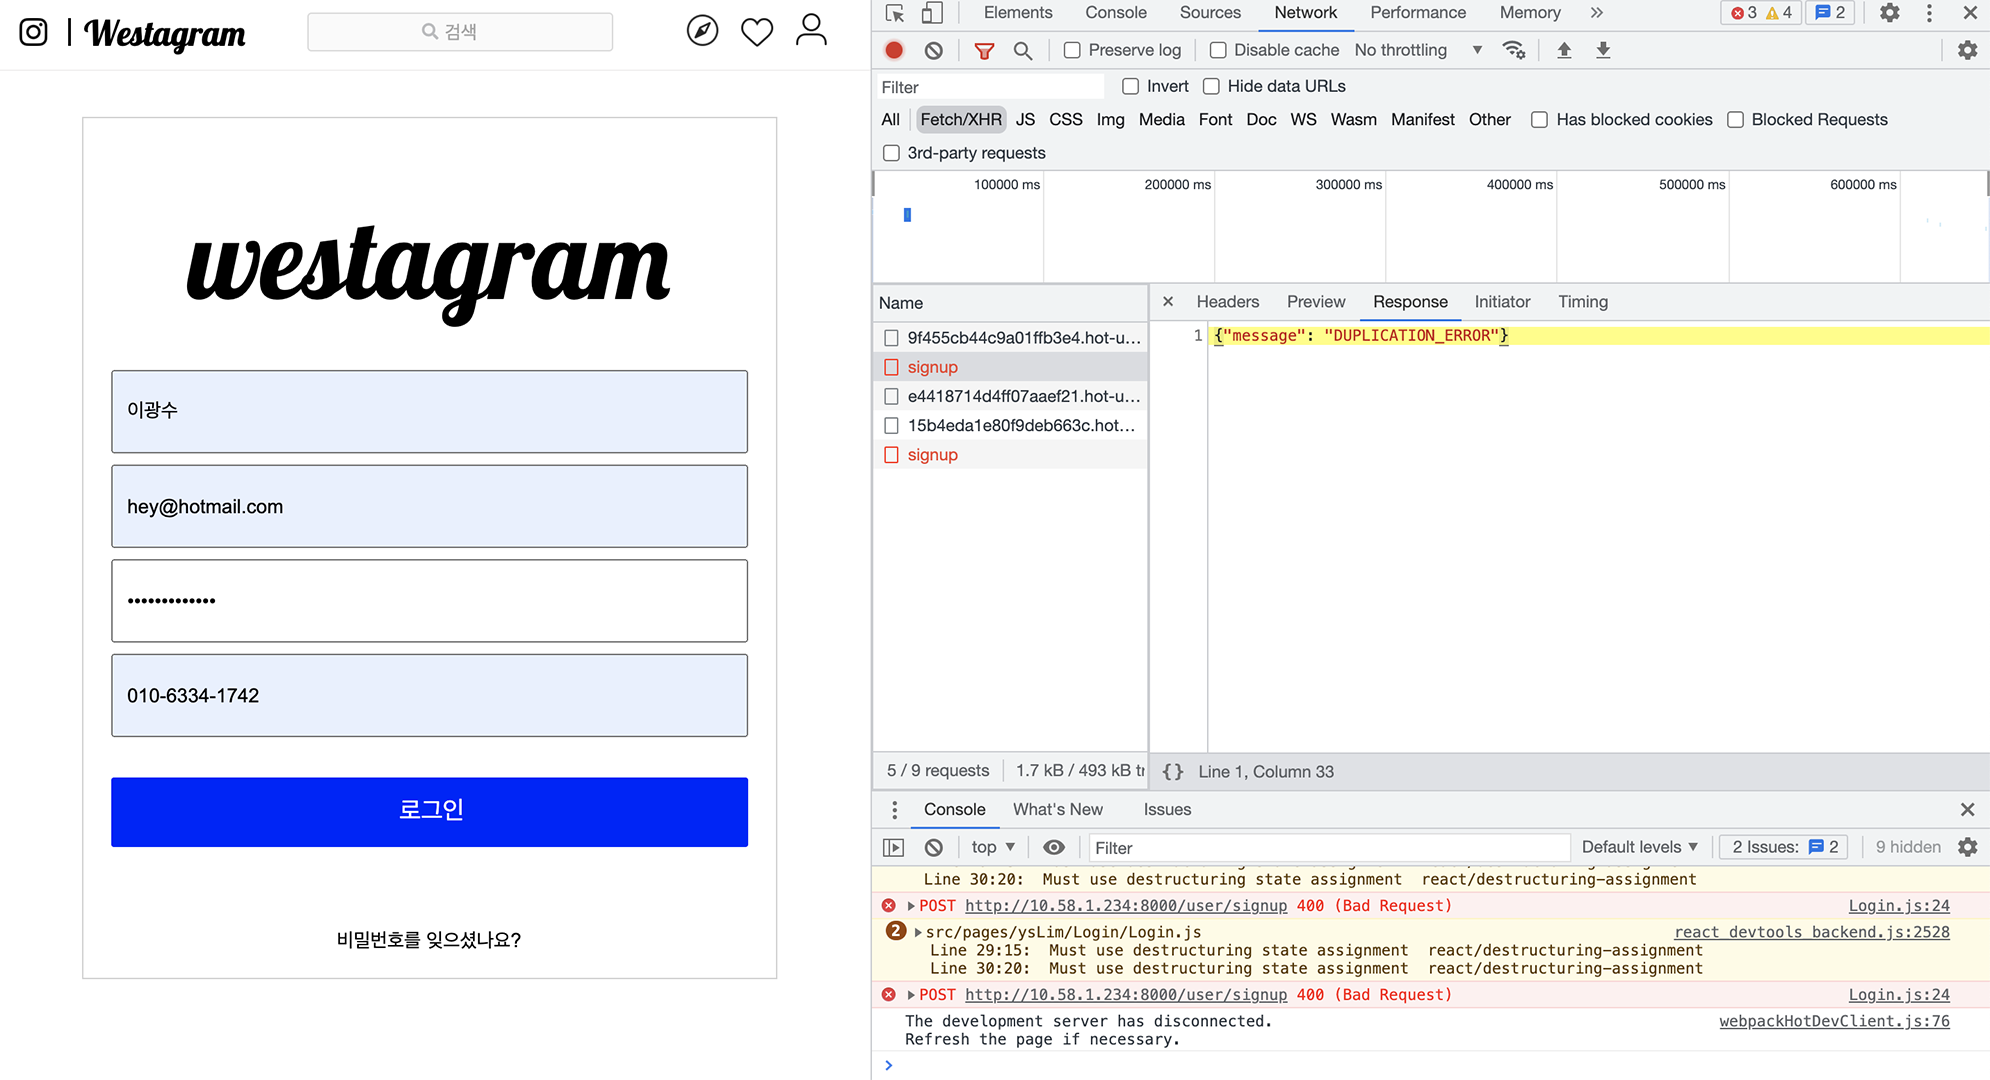 Westagram
검색
westagram
이광수
hey@hotmail.com
•••••••••••••
010-6334-1742
로그인
비밀번호를 잊으셨나요?
Elements Console Sources Network Performance Memory » 3 4 2
Preserve log Disable cache No throttling
Filter Invert Hide data URLs
All Fetch/XHR JS CSS Img Media Font Doc WS Wasm Manifest Other Has blocked cookies Blocked Requests
3rd-party requests
100000 ms 200000 ms 300000 ms 400000 ms 500000 ms 600000 ms
Name
9f455cb44c9a01ffb3e4.hot-u…
signup
e4418714d4ff07aaef21.hot-u…
15b4eda1e80f9deb663c.hot…
signup
5 / 9 requests 1.7 kB / 493 kB tr
Headers Preview Response Initiator Timing
1 {"message": "DUPLICATION_ERROR"}
{} Line 1, Column 33
Console What's New Issues
top Filter Default levels 2 Issues: 2 9 hidden
Line 30:20: Must use destructuring state assignment react/destructuring-assignment
POST http://10.58.1.234:8000/user/signup 400 (Bad Request) Login.js:24
2 src/pages/ysLim/Login/Login.js react_devtools_backend.js:2528
Line 29:15: Must use destructuring state assignment react/destructuring-assignment
Line 30:20: Must use destructuring state assignment react/destructuring-assignment
POST http://10.58.1.234:8000/user/signup 400 (Bad Request) Login.js:24
The development server has disconnected. webpackHotDevClient.js:76
Refresh the page if necessary.